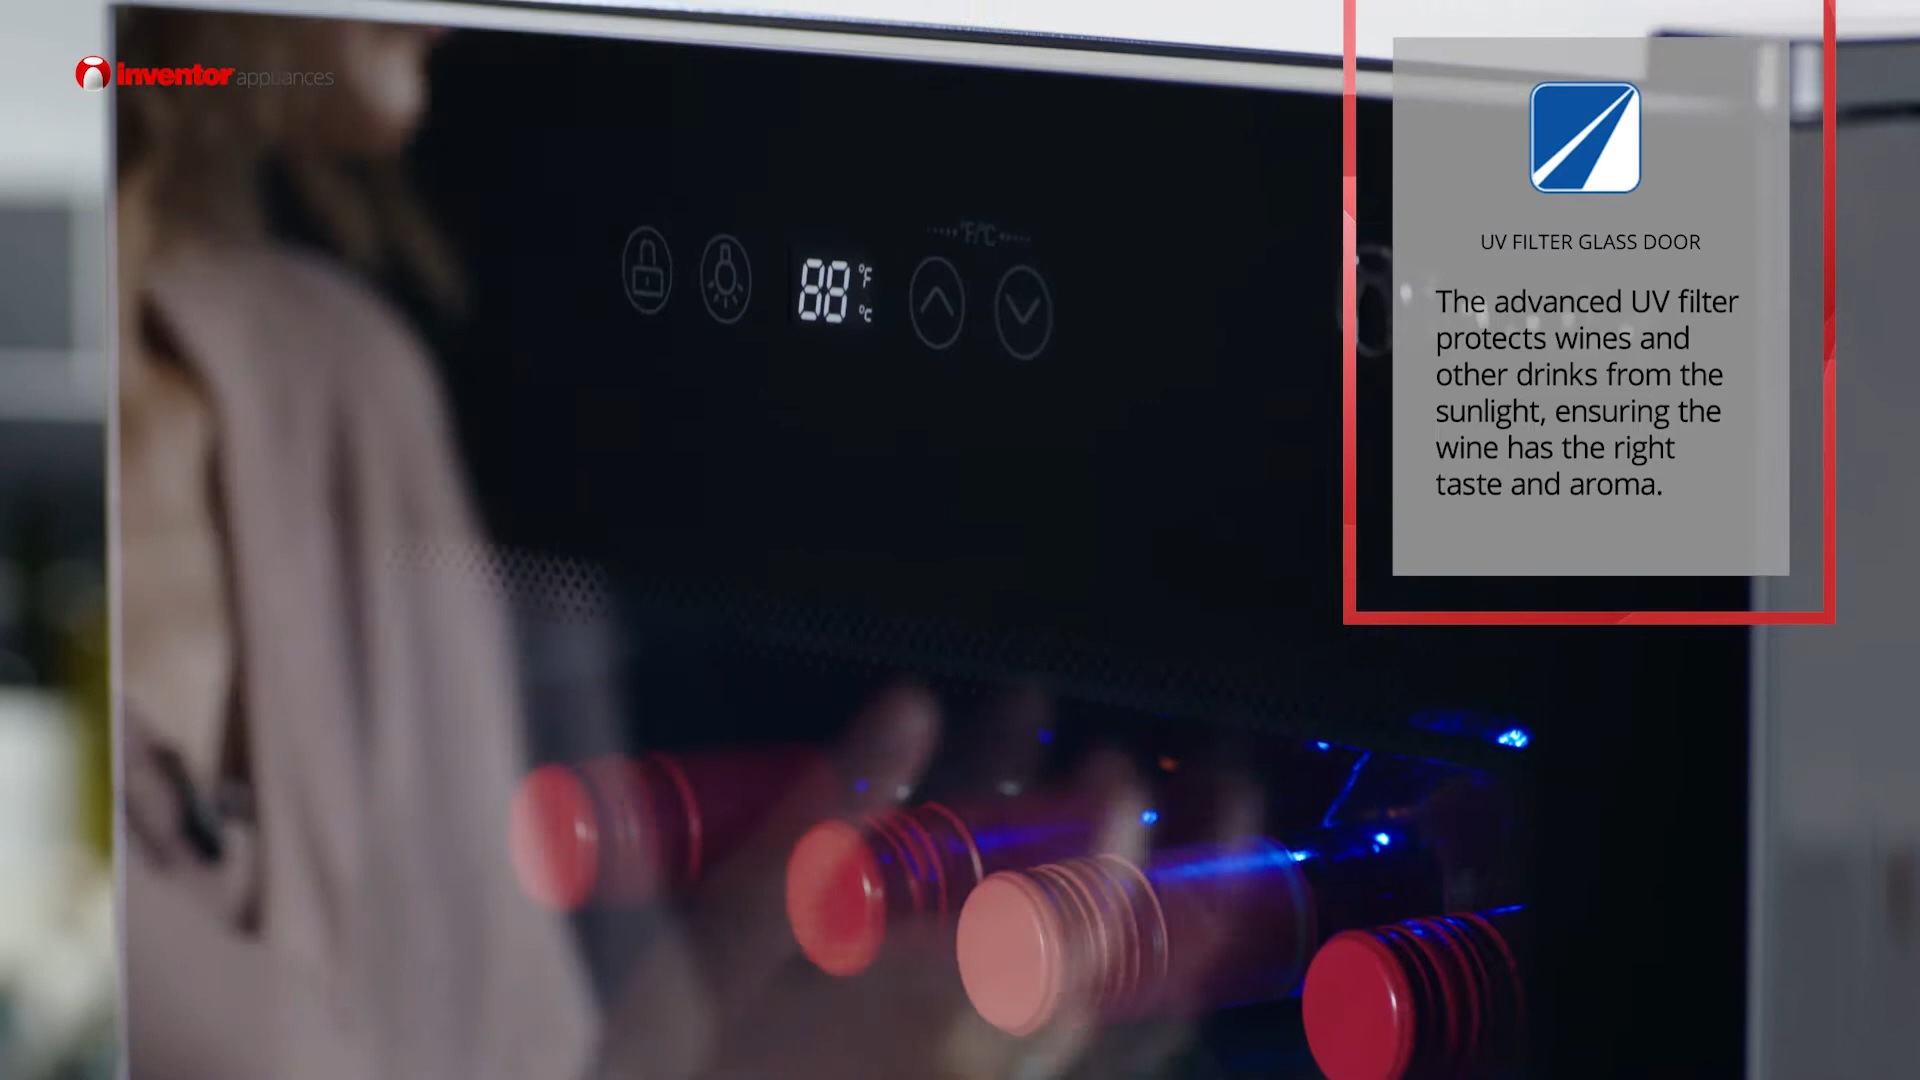 inventor appliances
88 °F
°C
°F/°C
UV FILTER GLASS DOOR
The advanced UV filter
protects wines and
other drinks from the
sunlight, ensuring the
wine has the right
taste and aroma.